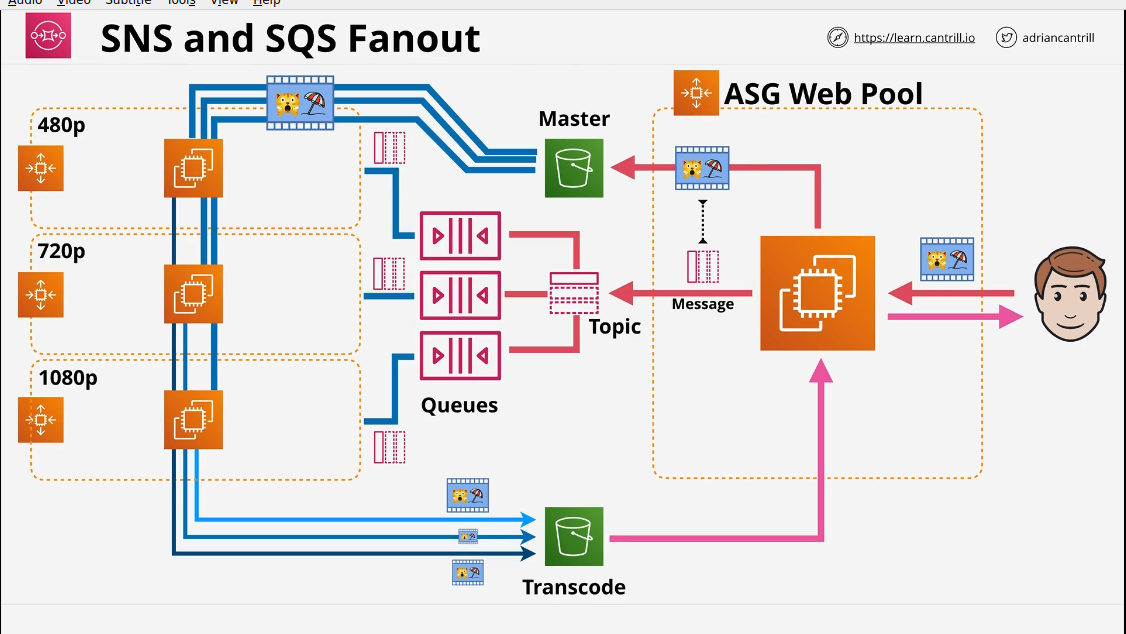 Audio Video Subtitle Tools View Help
SNS and SQS Fanout
https://learn.cantrill.io
adriancantrill
ASG Web Pool
480p
Master
720p
Message
Topic
1080p
Queues
Transcode